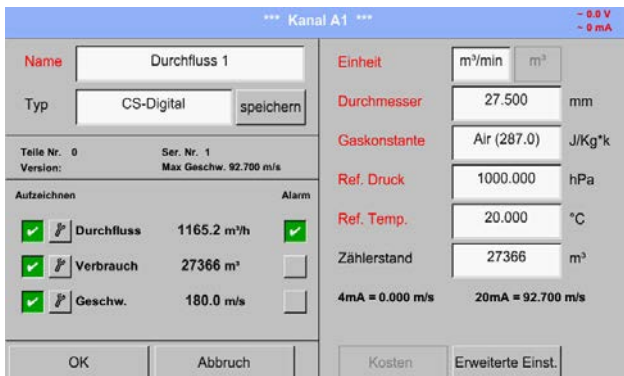 *** Kanal A1 ***
~ 0.0 V
~ 0 mA
Name
Durchfluss 1
Typ
CS-Digital
speichern
Teile Nr. 0
Ser. Nr. 1
Version:
Max Geschw. 92.700 m/s
Aufzeichnen
Alarm
Durchfluss
1165.2 m³/h
Verbrauch
27366 m³
Geschw.
180.0 m/s
OK
Abbruch
Einheit
m³/min
m³
Durchmesser
27.500
mm
Gaskonstante
Air (287.0)
J/Kg*k
Ref. Druck
1000.000
hPa
Ref. Temp.
20.000
°C
Zählerstand
27366
m³
4mA = 0.000 m/s
20mA = 92.700 m/s
Kosten
Erweiterte Einst.